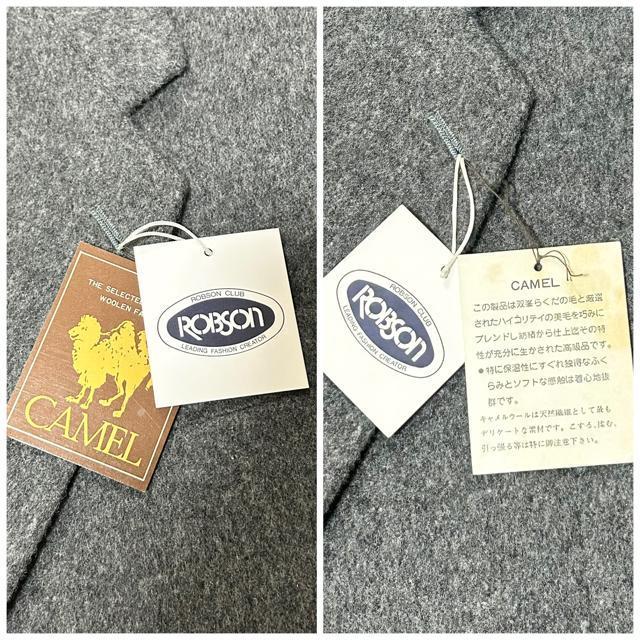 THE SELECTED
WOOLEN FA
CAMEL
ROBSON CLUB
ROBSON
LEADING FASHION CREATOR
ROBSON CLUB
ROBSON
LEADING FASHION CREATOR
CAMEL
この製品は双峯らくだの毛と厳選
されたハイコリテイの羊毛を巧みに
ブレンドし紡績から仕上迄その特
性が充分に生かされた高級品です。
●特に保温性にすぐれ独得なふく
らみとソフトな感触は着心地抜
群です。
キャメルウールは天然繊維として最も
デリケートな素材です。こする、揉む、
引っ張る等は特に御注意下さい。